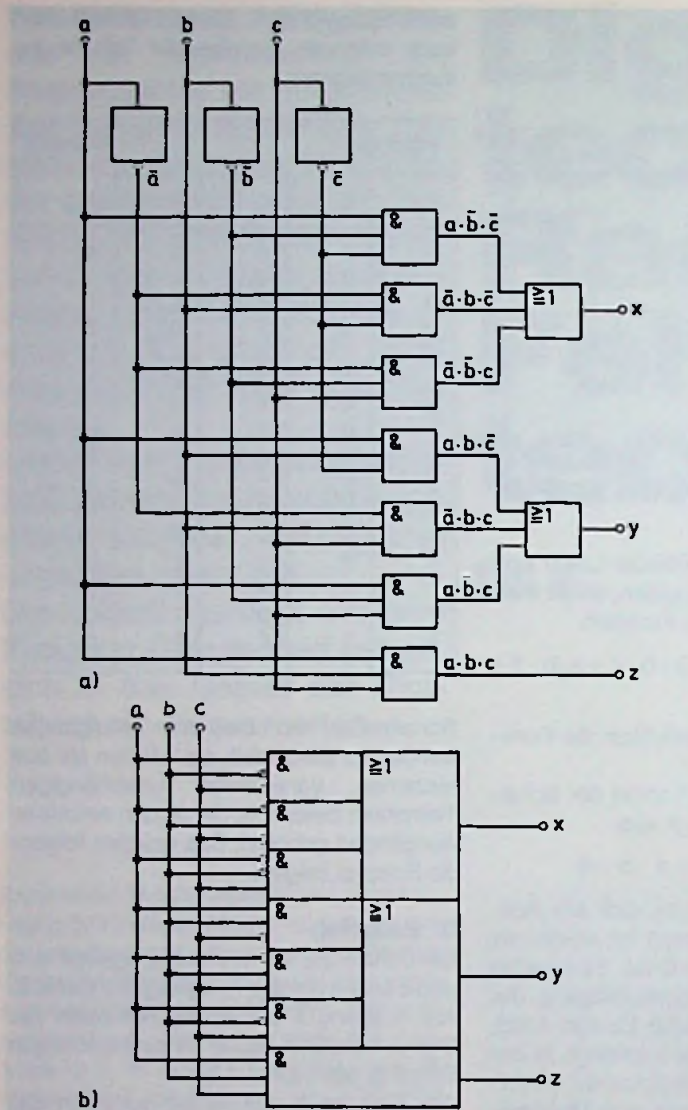 a b c
ā b̄ c̄
&
a·b̄·c̄
&
ā·b·c̄
≥1
x
&
ā·b̄·c
&
a·b·c̄
&
ā·b·c
≥1
y
&
a·b̄·c
&
a·b·c
z
a)
a b c
& ≥1
&
x
&
& ≥1
&
y
&
&
z
b)